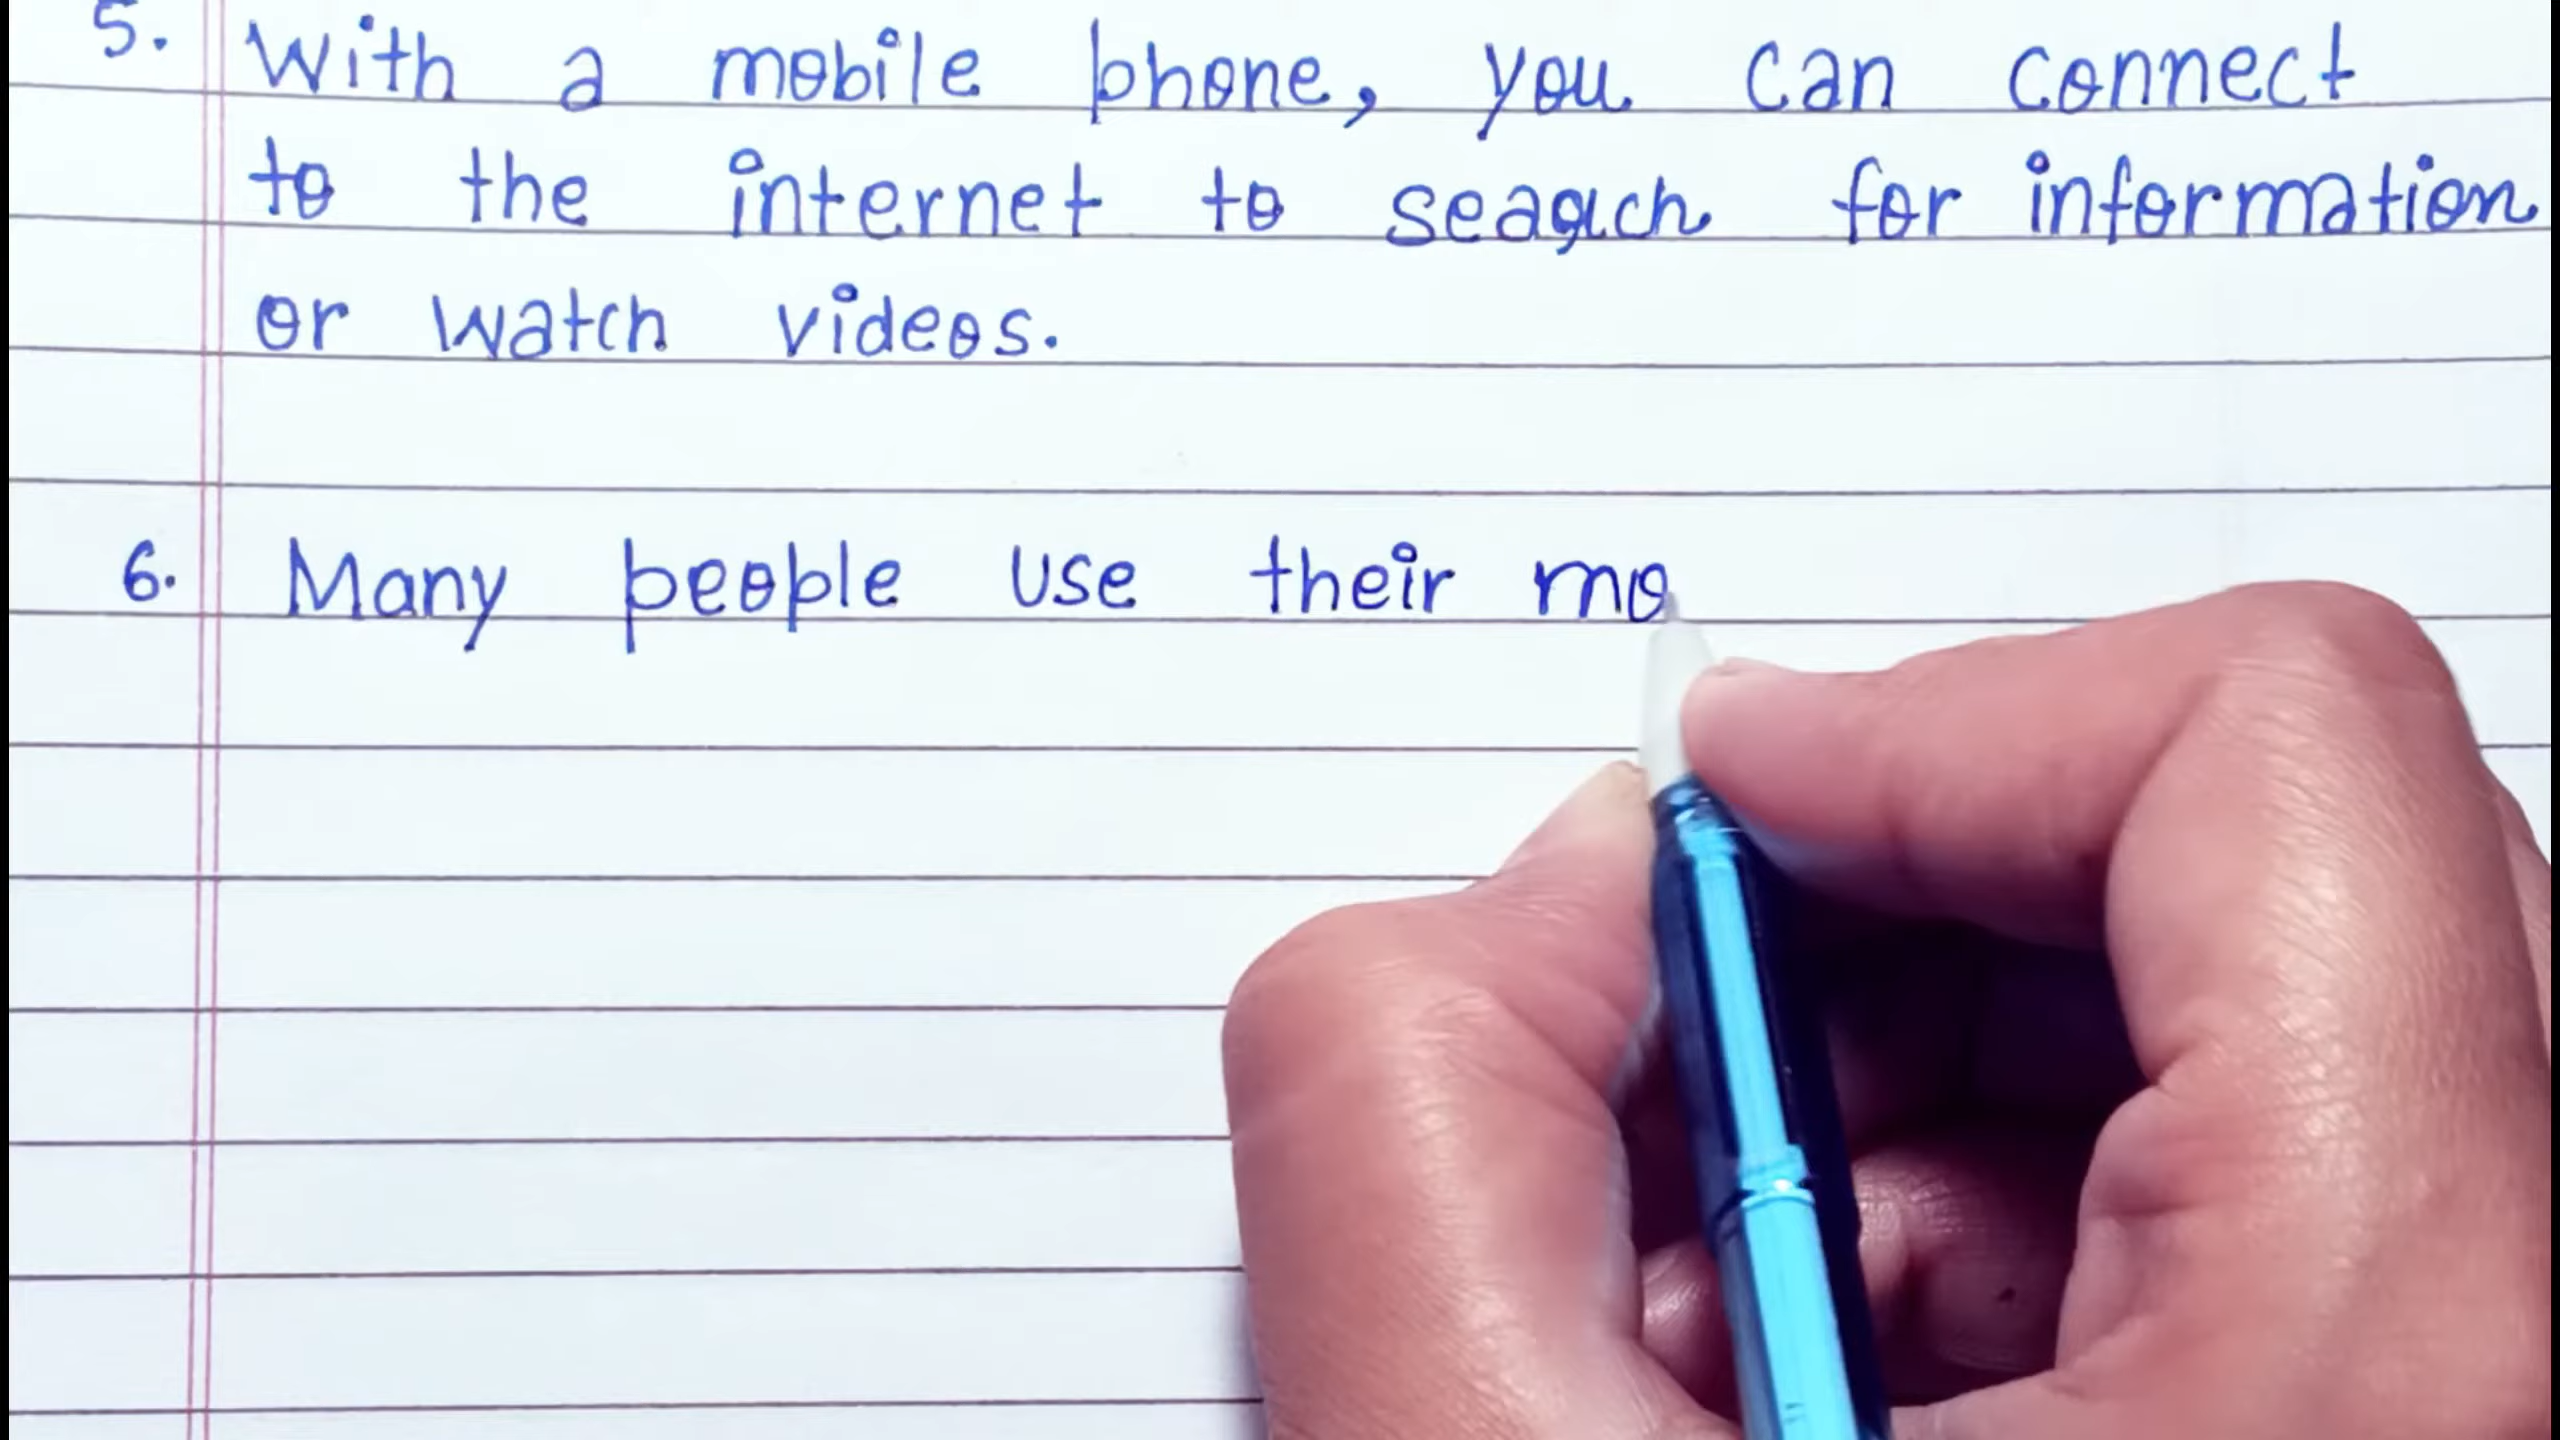 5. With a mobile phone, you can connect
to the internet to search for information
or watch videos.
6. Many people use their mo